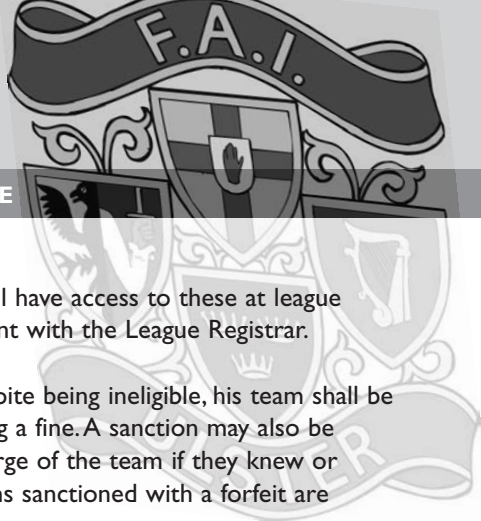 F.A.I.
E
l have access to these at league
nt with the League Registrar.
bite being ineligible, his team shall be
g a fine. A sanction may also be
rge of the team if they knew or
ns sanctioned with a forfeit are